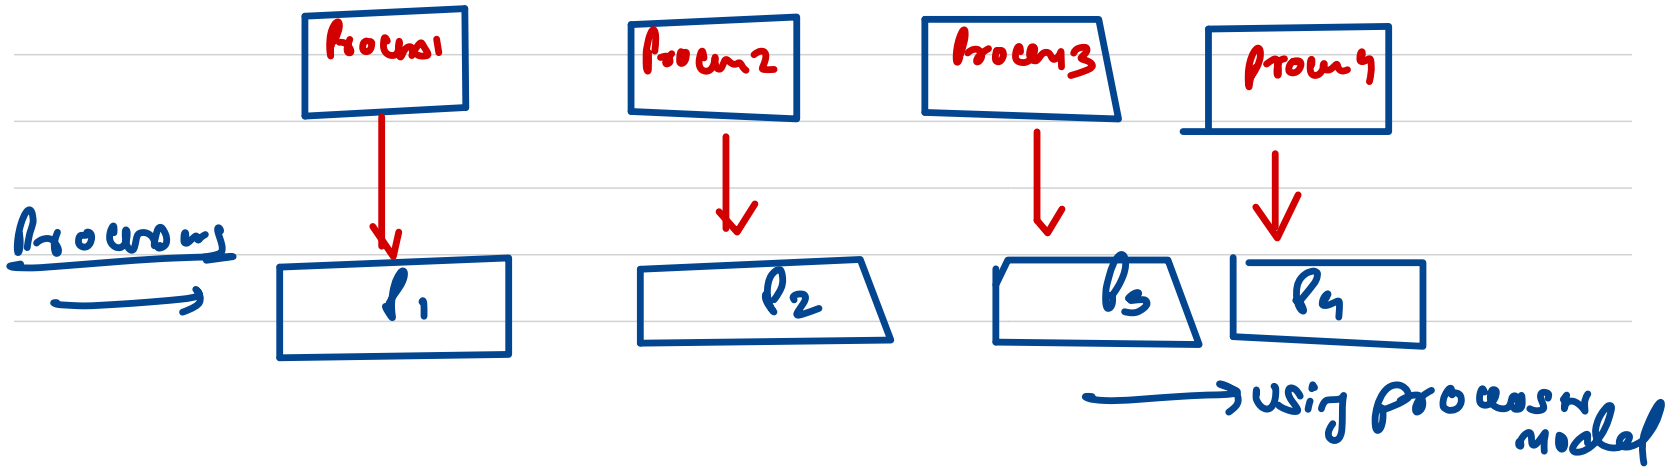 Process1 Process2 Process3 Process4
Processors
P1 P2 P3 P4
using processor
model